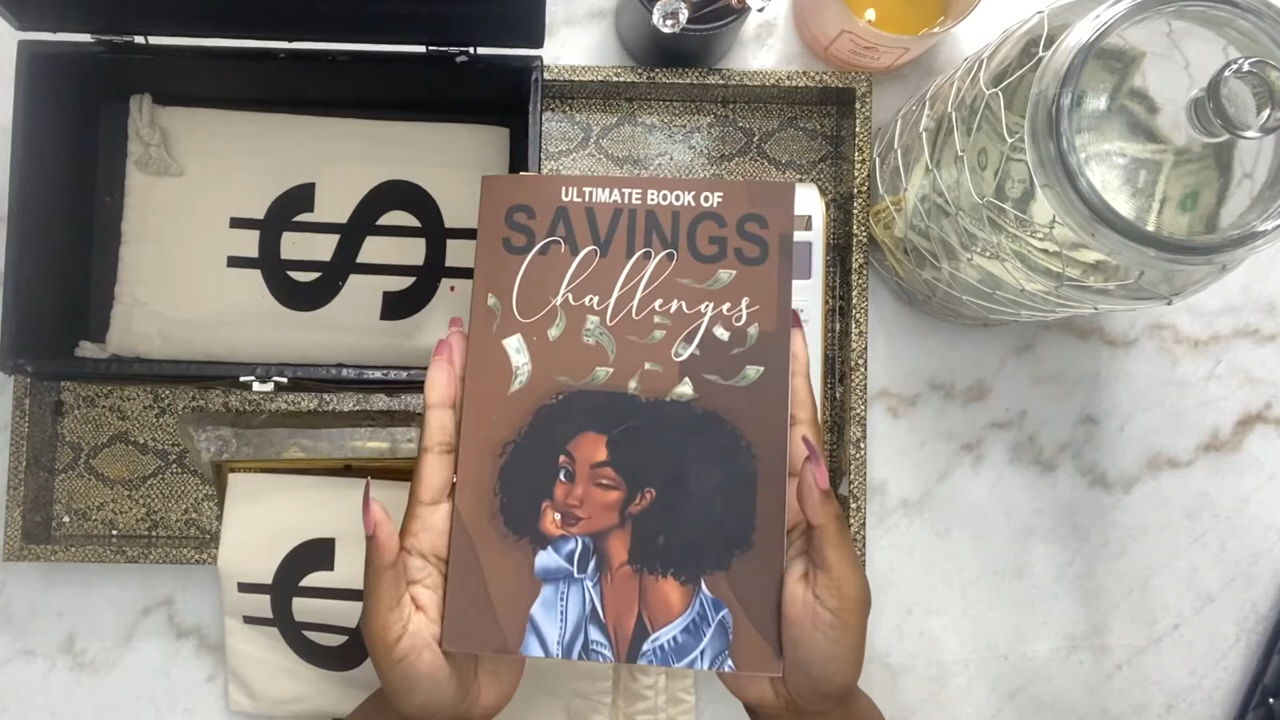 ULTIMATE BOOK OF
SAVINGS
Challenges
$
$